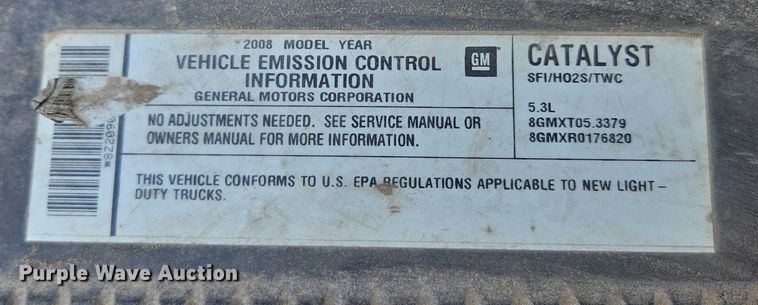 2008 MODEL YEAR
VEHICLE EMISSION CONTROL
INFORMATION
GENERAL MOTORS CORPORATION
GM
CATALYST
SFI/HO2S/TWC
5.3L
8GMXT05.3379
8GMXR0176820
NO ADJUSTMENTS NEEDED. SEE SERVICE MANUAL OR
OWNERS MANUAL FOR MORE INFORMATION.
THIS VEHICLE CONFORMS TO U.S. EPA REGULATIONS APPLICABLE TO NEW LIGHT-
DUTY TRUCKS.
Purple Wave Auction